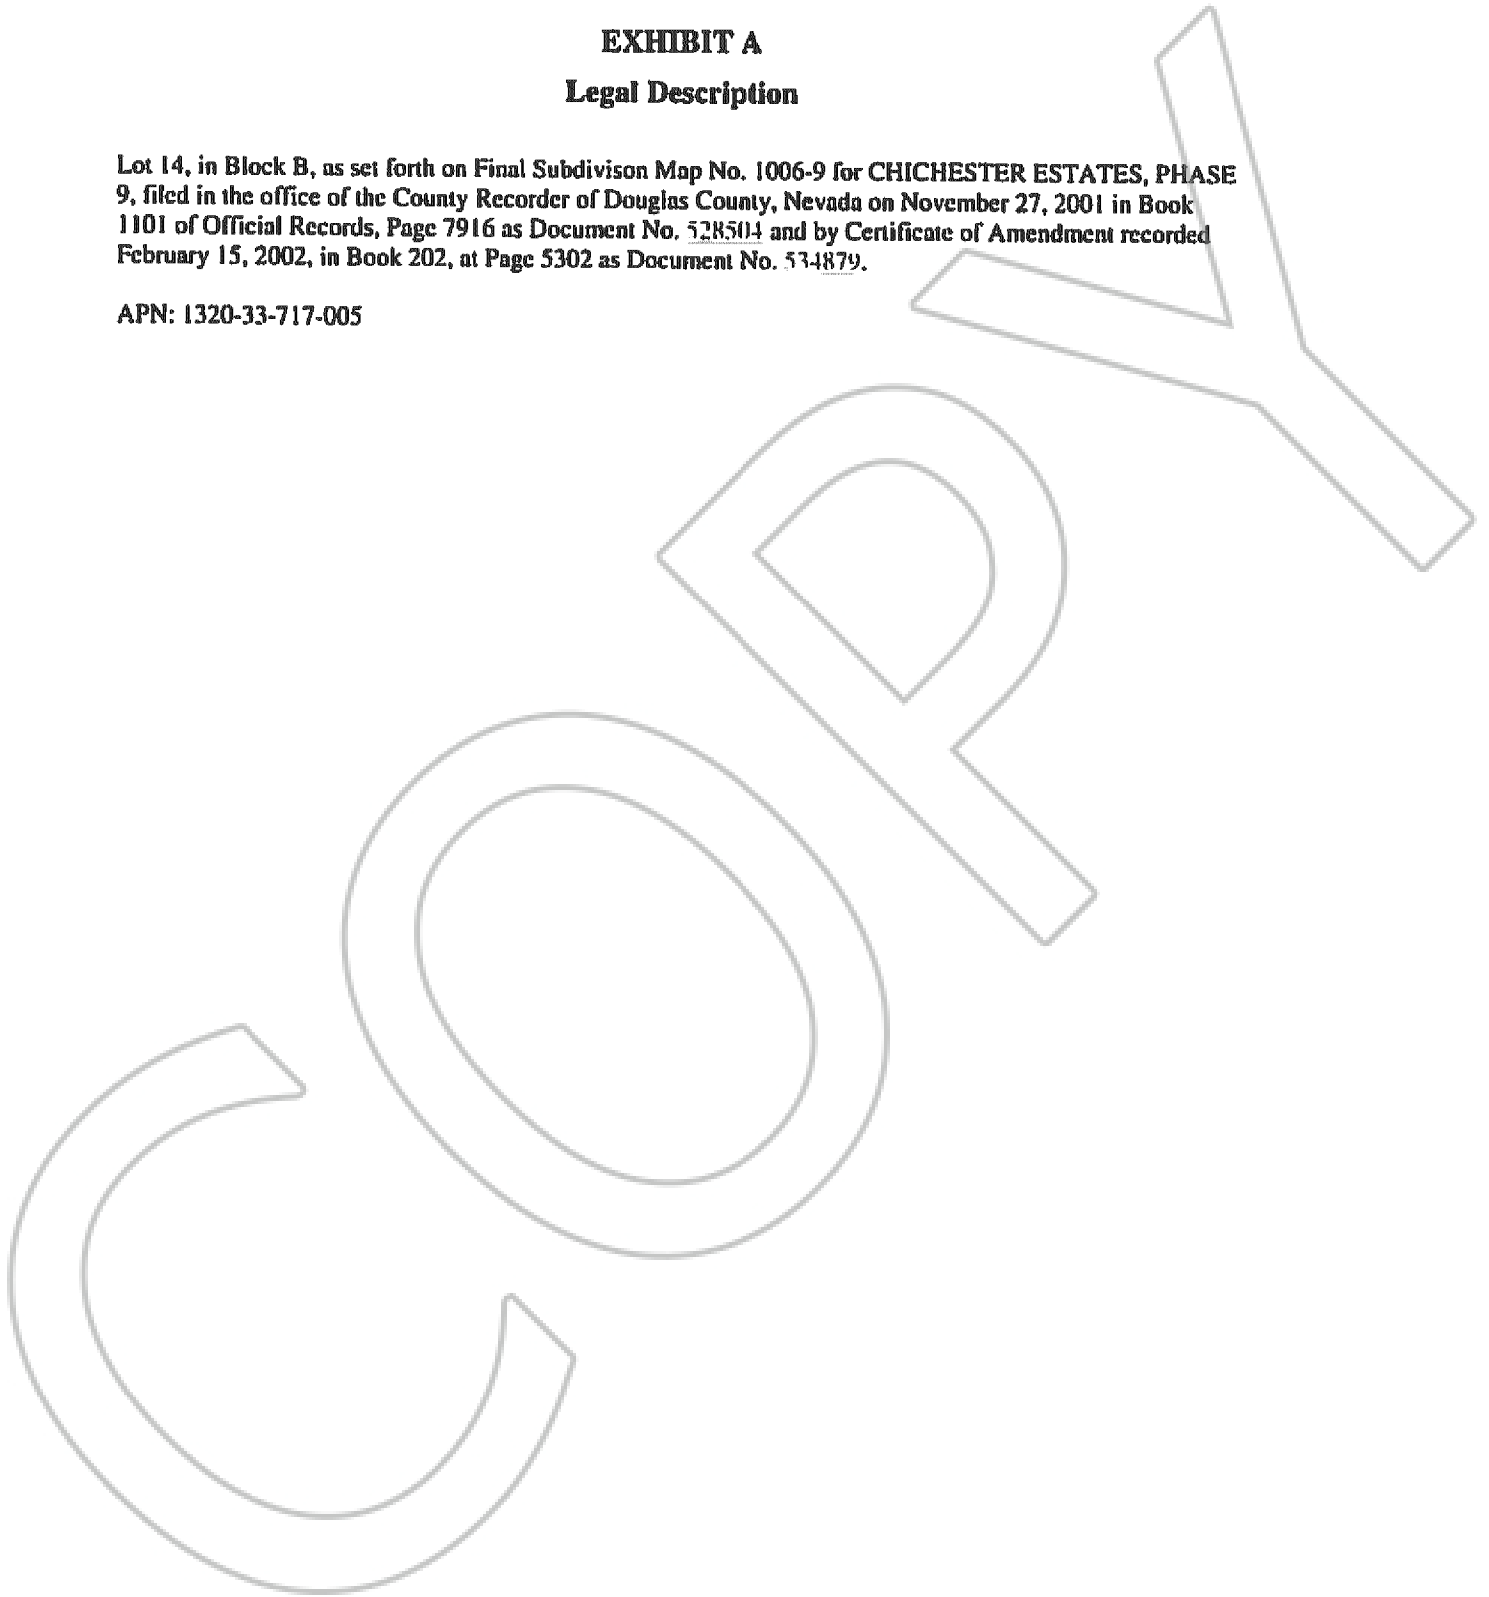 EXHIBIT A
Legal Description
Lot 14, in Block B, as set forth on Final Subdivison Map No. 1006-9 for CHICHESTER ESTATES, PHASE
9, filed in the office of the County Recorder of Douglas County, Nevada on November 27, 2001 in Book
1101 of Official Records, Page 7916 as Document No. 528504 and by Certificate of Amendment recorded
February 15, 2002, in Book 202, at Page 5302 as Document No. 534879.
APN: 1320-33-717-005
COPY